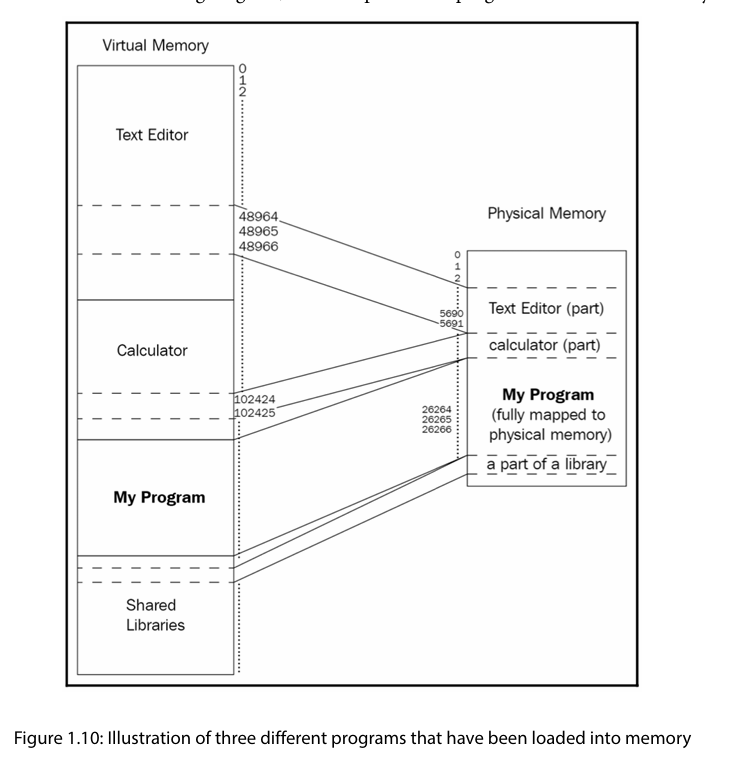 Virtual Memory
0
1
2
Text Editor
48964
48965
48966
Physical Memory
0
1
2
Text Editor (part)
5690
5691
Calculator
calculator (part)
102424
102425
My Program
(fully mapped to
physical memory)
26264
26265
26266
a part of a library
My Program
Shared
Libraries
Figure 1.10: Illustration of three different programs that have been loaded into memory